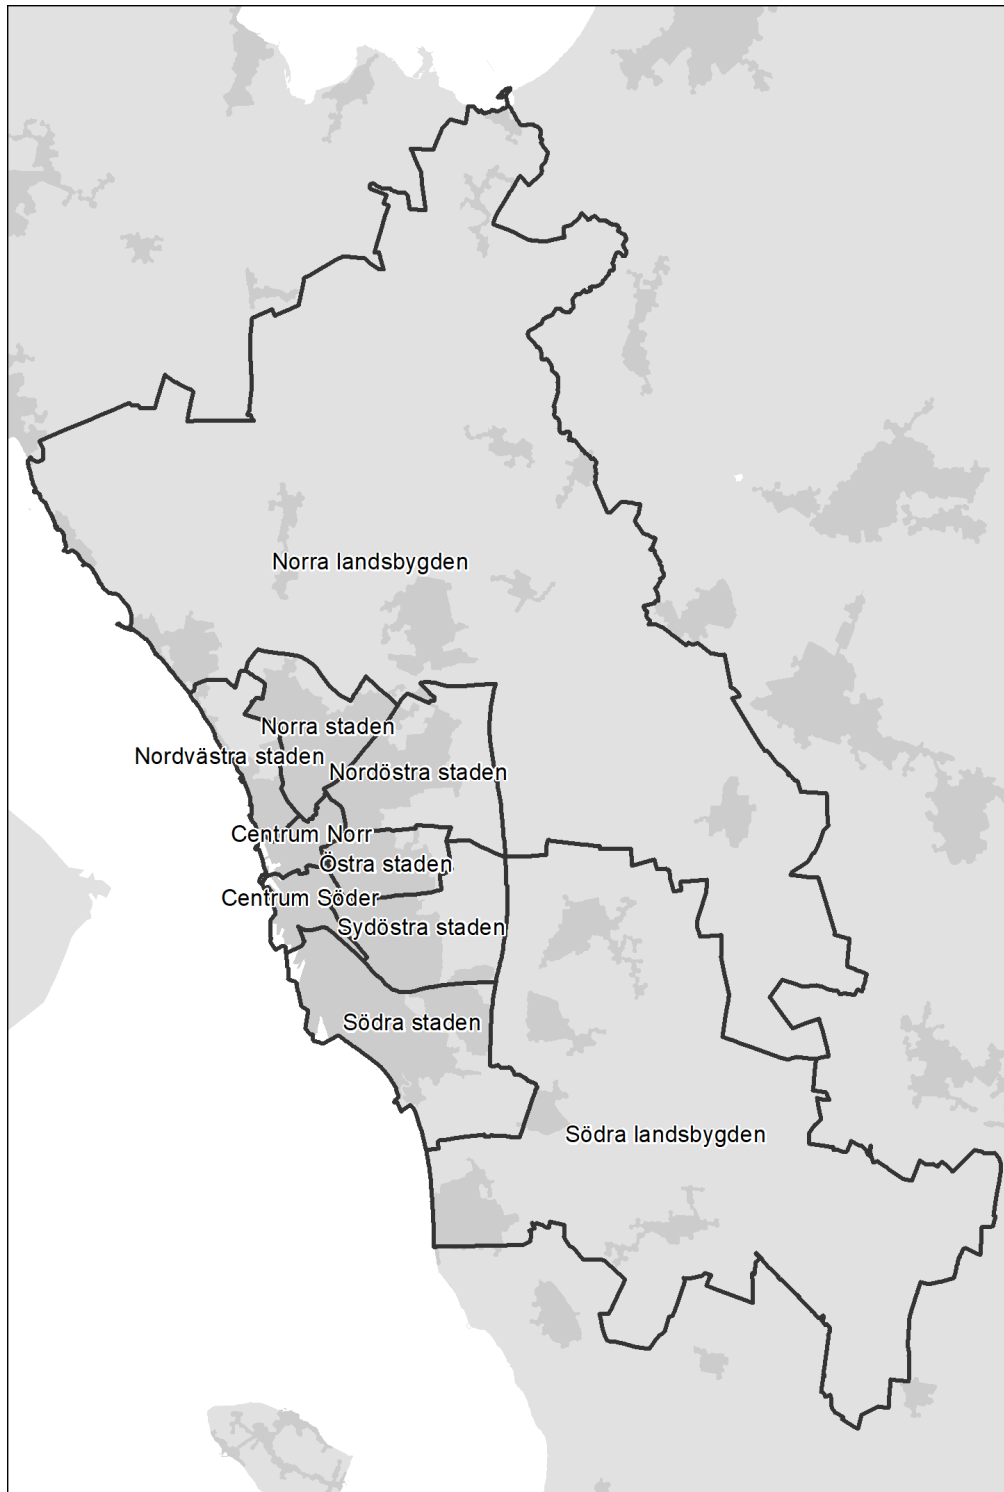 Norra landsbygden
Norra staden
Nordvästra staden
Nordöstra staden
Centrum Norr
Östra staden
Centrum Söder
Sydöstra staden
Södra staden
Södra landsbygden